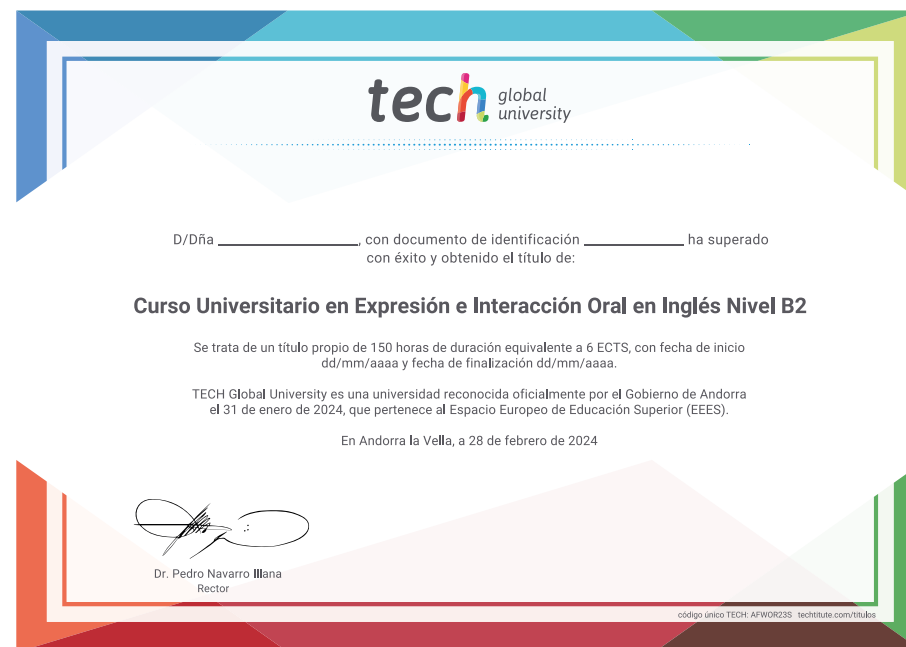 tech global university
D/Dña ______________, con documento de identificación __________ ha superado
con éxito y obtenido el título de:
Curso Universitario en Expresión e Interacción Oral en Inglés Nivel B2
Se trata de un título propio de 150 horas de duración equivalente a 6 ECTS, con fecha de inicio
dd/mm/aaaa y fecha de finalización dd/mm/aaaa.
TECH Global University es una universidad reconocida oficialmente por el Gobierno de Andorra
el 31 de enero de 2024, que pertenece al Espacio Europeo de Educación Superior (EEES).
En Andorra la Vella, a 28 de febrero de 2024
Dr. Pedro Navarro Illana
Rector
código único TECH: AFWOR23S techtitute.com/titulos